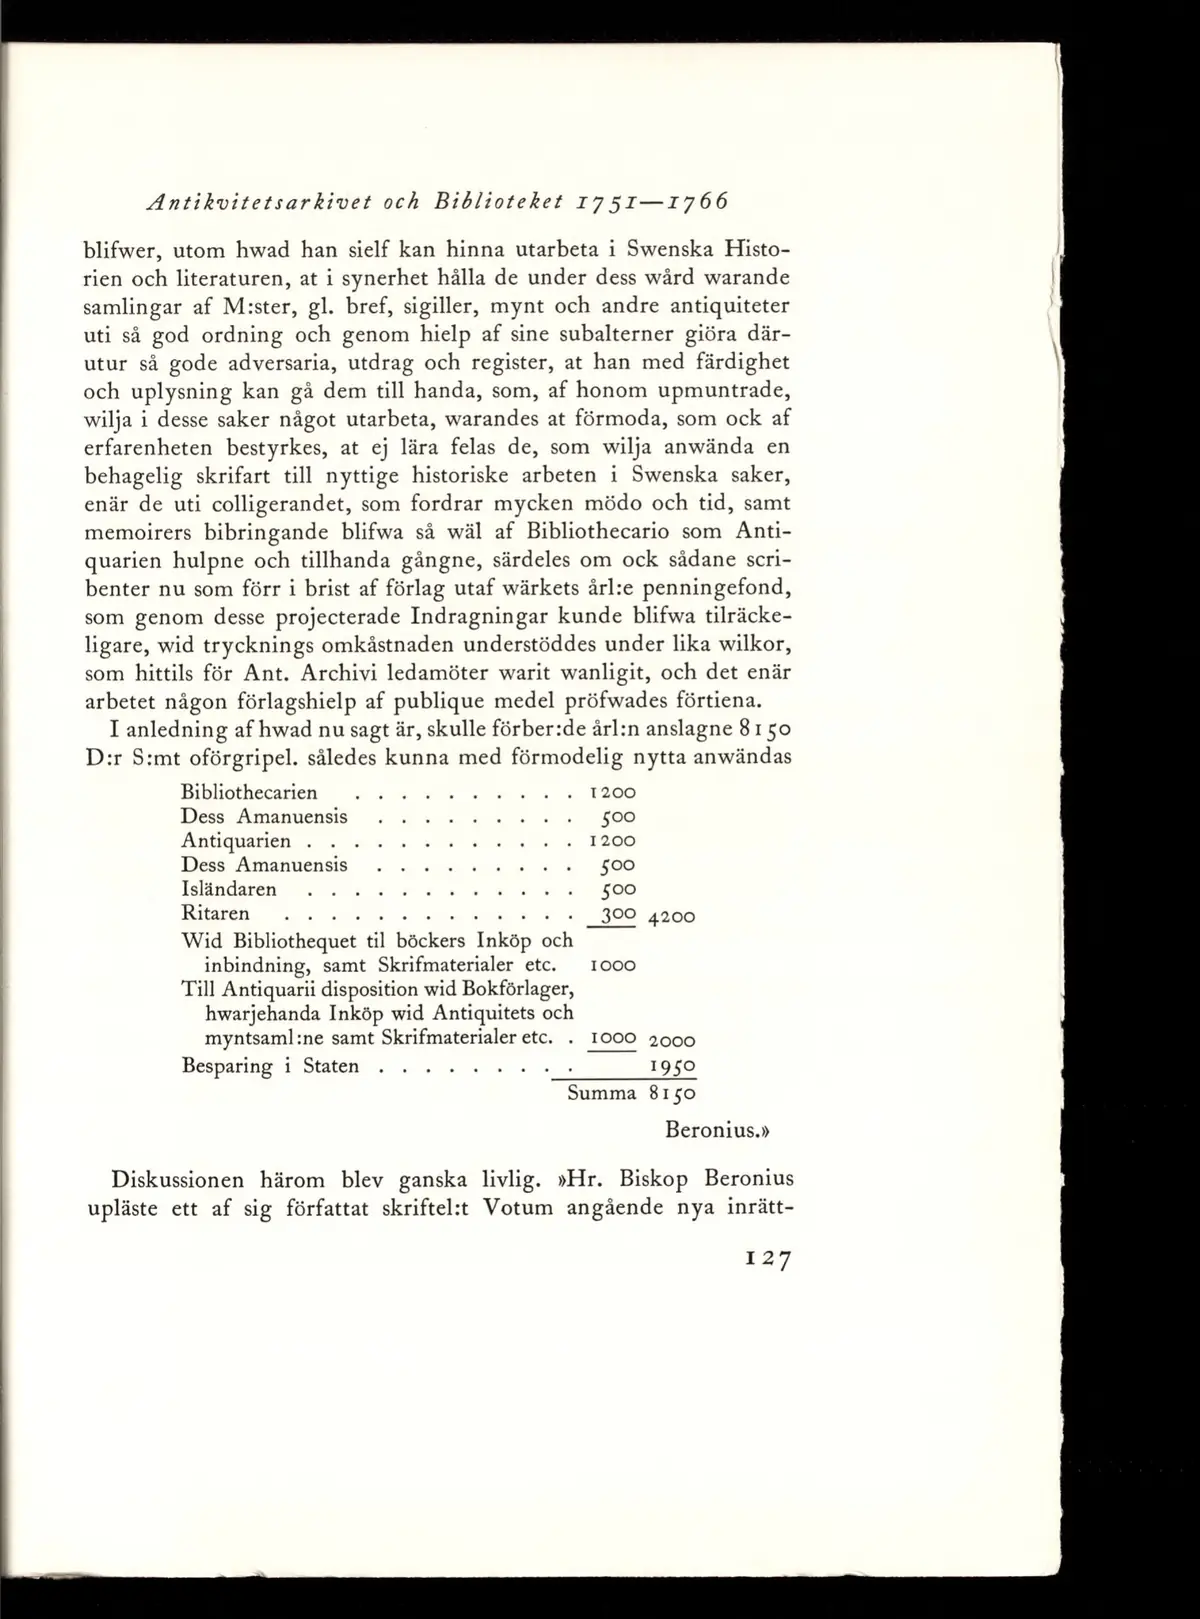 Antikvitetsarkivet och Biblioteket 1751—1766
blifwer, utom hwad han sielf kan hinna utarbeta i Swenska Histo-
rien och literaturen, at i synerhet hålla de under dess wård warande
samlingar af M:ster, gl. bref, sigiller, mynt och andre antiquiteter
uti så god ordning och genom hielp af sine subalterner giöra där-
utur så gode adversaria, utdrag och register, at han med färdighet
och uplysning kan gå dem till handa, som, af honom upmuntrade,
wilja i desse saker något utarbeta, warandes at förmoda, som ock af
erfarenheten bestyrkes, at ej lära felas de, som wilja anwända en
behagelig skrifart till nyttige historiske arbeten i Swenska saker,
enär de uti colligerandet, som fordrar mycken mödo och tid, samt
memoirers bibringande blifwa så wäl af Bibliothecario som Anti-
quarien hulpne och tillhanda gångne, särdeles om ock sådane scri-
benter nu som förr i brist af förlag utaf wärkets årl:e penningefond,
som genom desse projecterade Indragningar kunde blifwa tilräcke-
ligare, wid trycknings omkåstnaden understöddes under lika wilkor,
som hittils för Ant. Archivi ledamöter warit wanligit, och det enär
arbetet någon förlagshielp af publique medel pröfwades förtiena.
I anledning af hwad nu sagt är, skulle förber:de årl:n anslagne 8150
D:r S:mt oförgripel. således kunna med förmodelig nytta anwändas
Bibliothecarien . . . . . . . . . . 1200
Dess Amanuensis . . . . . . . . . 500
Antiquarien . . . . . . . . . . . . 1200
Dess Amanuensis . . . . . . . . . 500
Isländaren . . . . . . . . . . . . 500
Ritaren . . . . . . . . . . . . . 300 4200
Wid Bibliothequet til böckers Inköp och
inbindning, samt Skrifmaterialer etc. 1000
Till Antiquarii disposition wid Bokförlager,
hwarjehanda Inköp wid Antiquitets och
myntsaml:ne samt Skrifmaterialer etc. . 1000 2000
Besparing i Staten . . . . . . . . . 1950
Summa 8150
Beronius.»
Diskussionen härom blev ganska livlig. »Hr. Biskop Beronius
upläste ett af sig författat skriftel:t Votum angående nya inrätt-
127